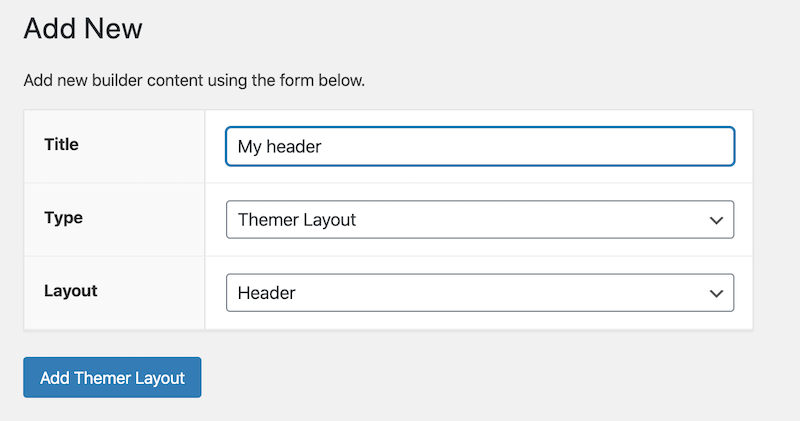 Add New
Add new builder content using the form below.
Title
My header
Type
Themer Layout
Layout
Header
Add Themer Layout